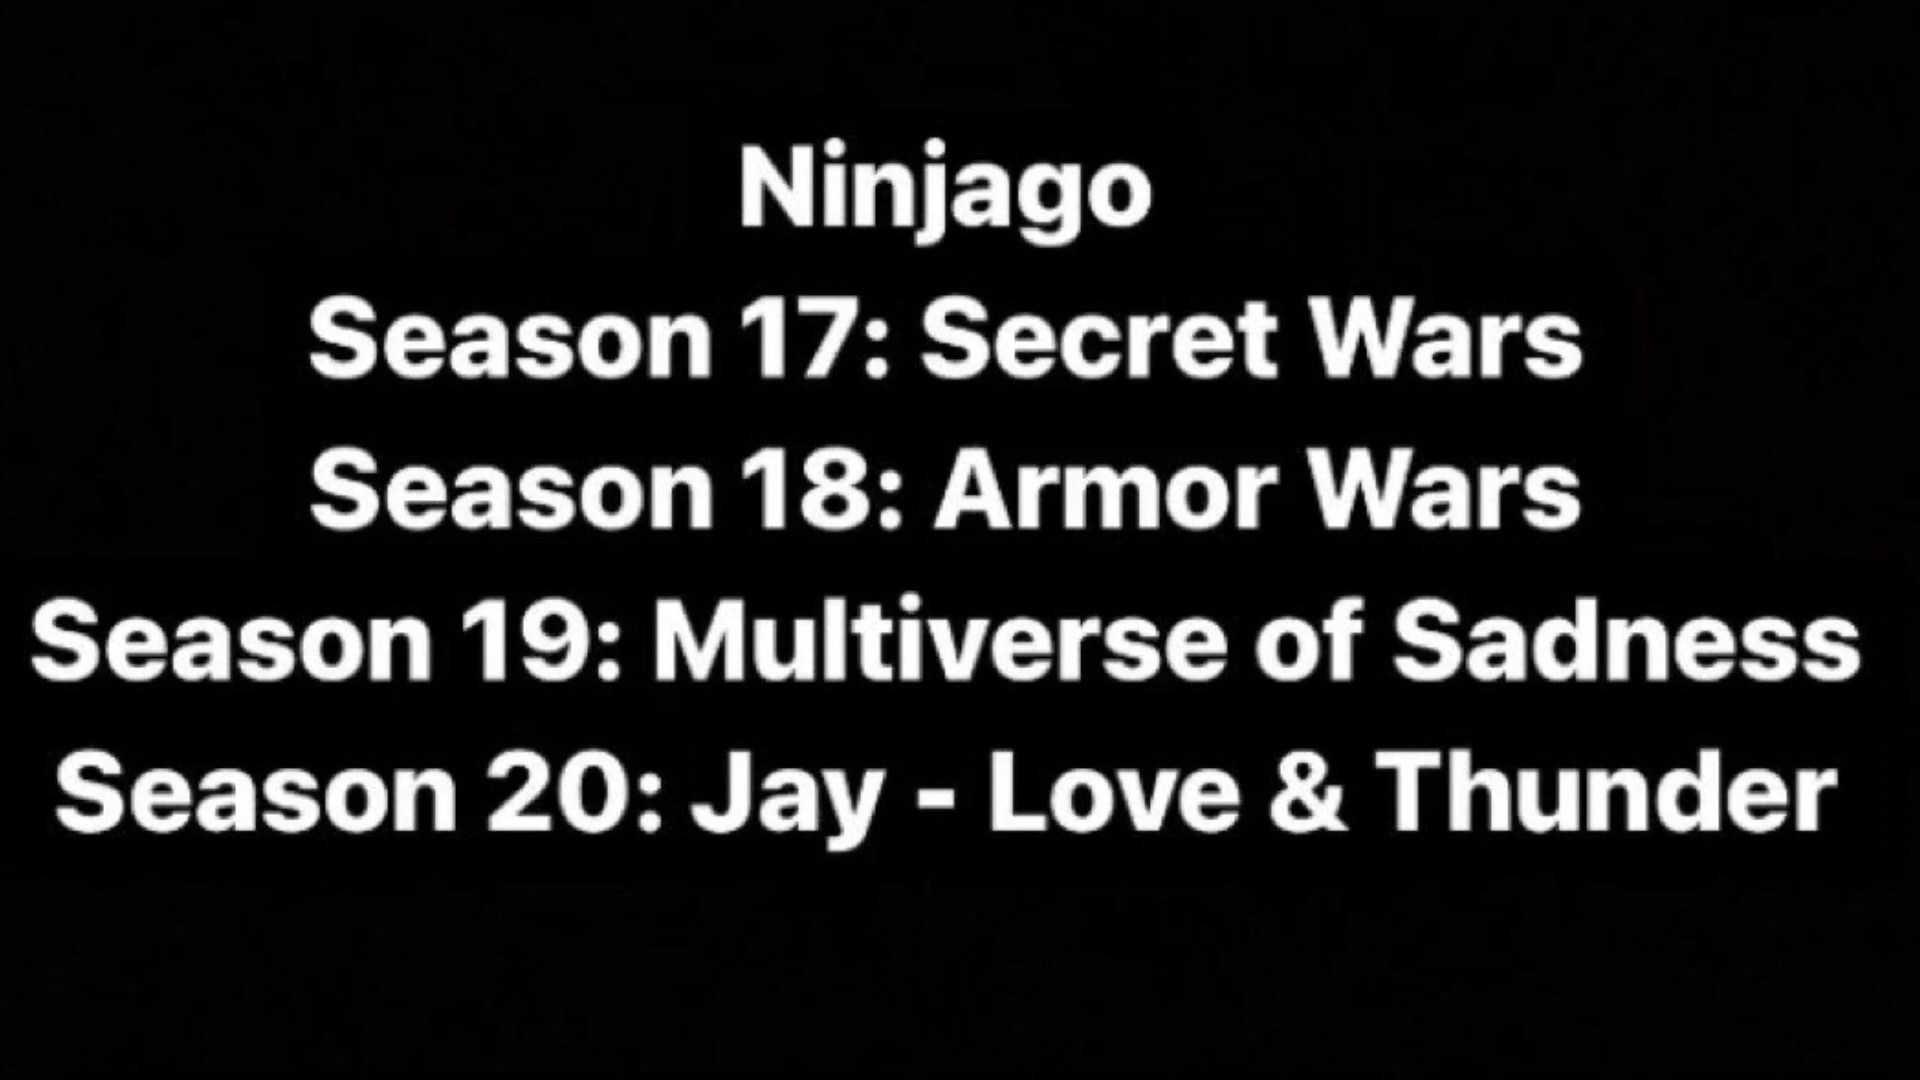 Ninjago
Season 17: Secret Wars
Season 18: Armor Wars
Season 19: Multiverse of Sadness
Season 20: Jay - Love & Thunder